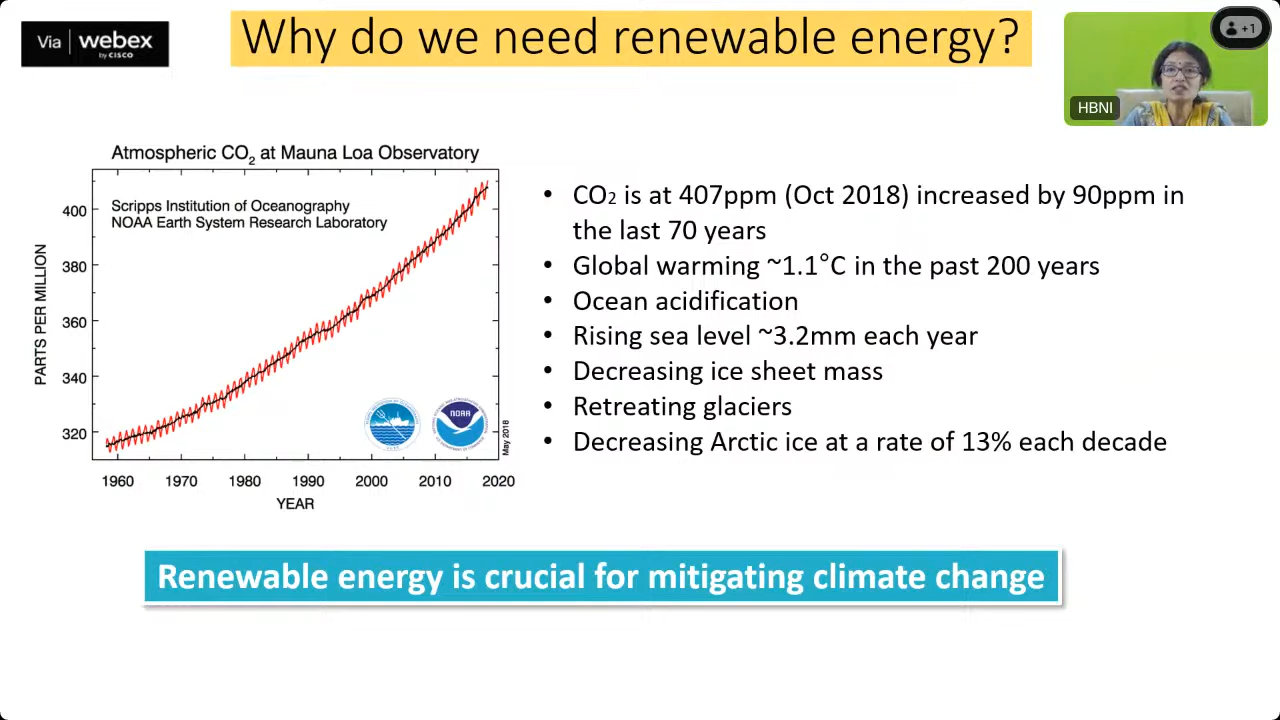 Via | webex
by CISCO
Why do we need renewable energy?
+1
HBNI
Atmospheric CO2 at Mauna Loa Observatory
Scripps Institution of Oceanography
NOAA Earth System Research Laboratory
PARTS PER MILLION
400
380
360
340
320
1960 1970 1980 1990 2000 2010 2020
YEAR
NOAA
May 2018
• CO2 is at 407ppm (Oct 2018) increased by 90ppm in
the last 70 years
• Global warming ~1.1°C in the past 200 years
• Ocean acidification
• Rising sea level ~3.2mm each year
• Decreasing ice sheet mass
• Retreating glaciers
• Decreasing Arctic ice at a rate of 13% each decade
Renewable energy is crucial for mitigating climate change